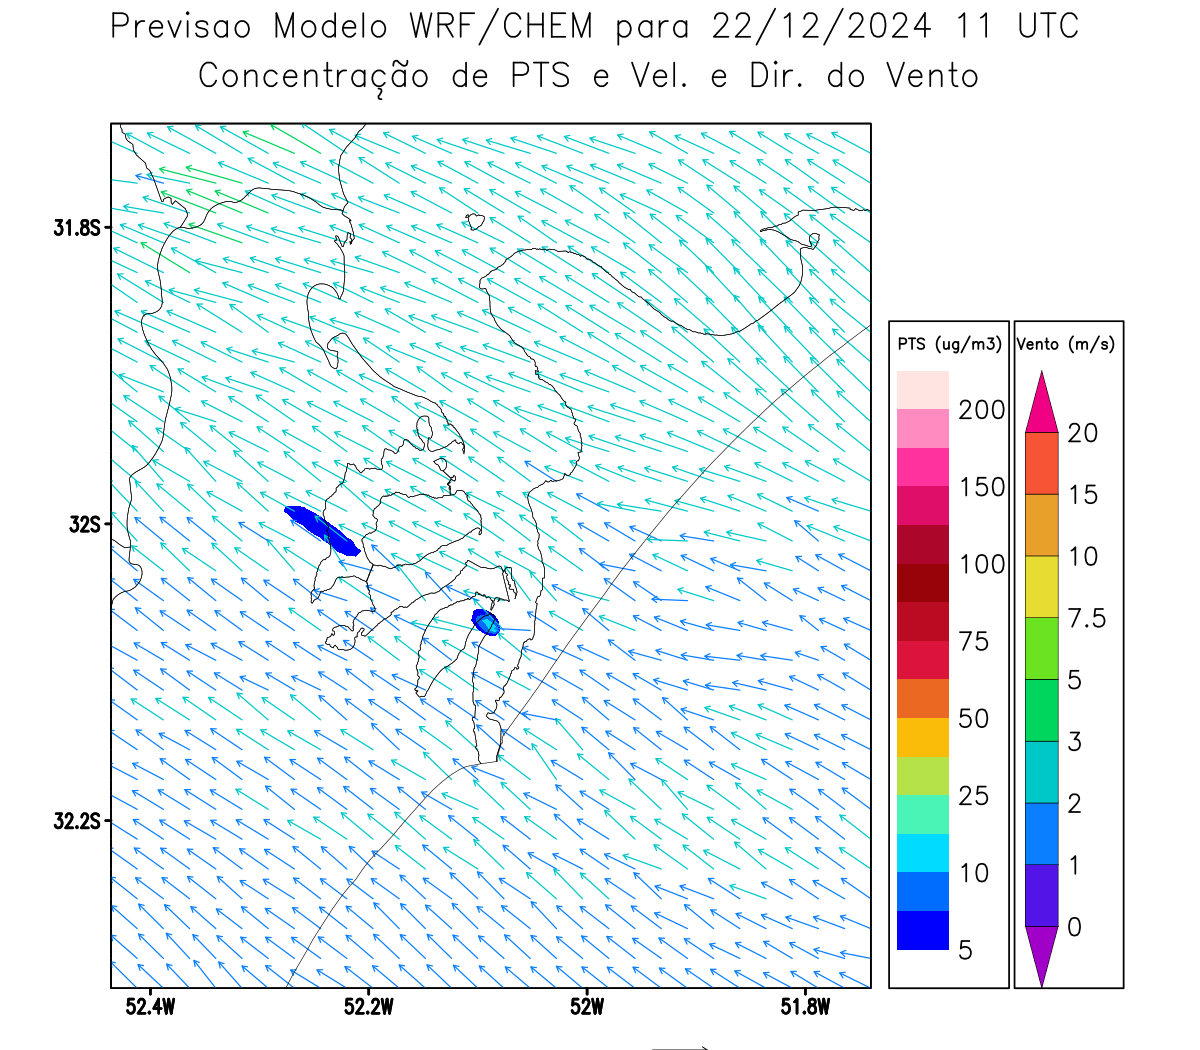 Previsao Modelo WRF/CHEM para 22/12/2024 11 UTC
Concentração de PTS e Vel. e Dir. do Vento
31.8S
32S
32.2S
52.4W
52.2W
52W
51.8W
PTS (ug/m3)
200
150
100
75
50
25
10
5
Vento (m/s)
20
15
10
7.5
5
3
2
1
0